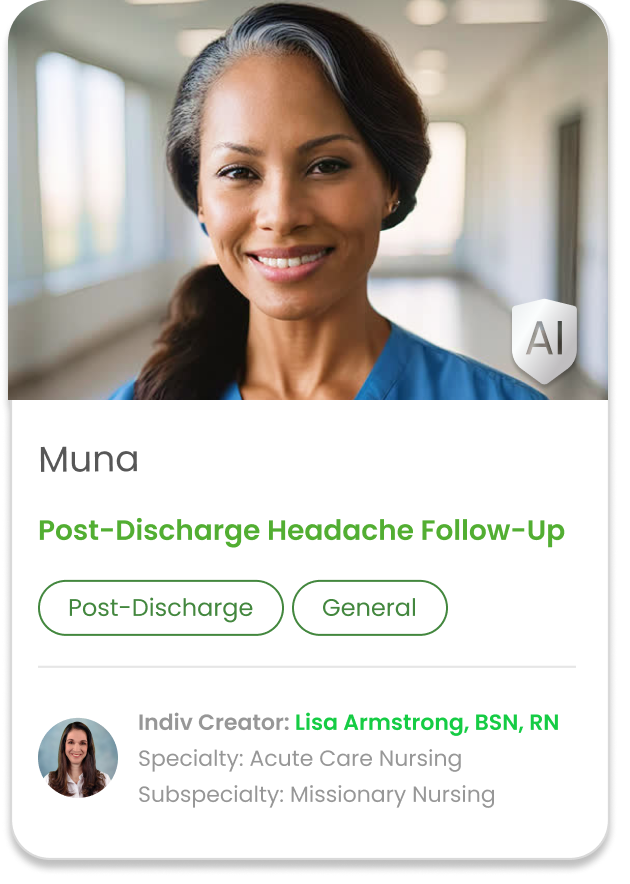 AI
Muna
Post-Discharge Headache Follow-Up
Post-Discharge
General
Indiv Creator: Lisa Armstrong, BSN, RN
Specialty: Acute Care Nursing
Subspecialty: Missionary Nursing